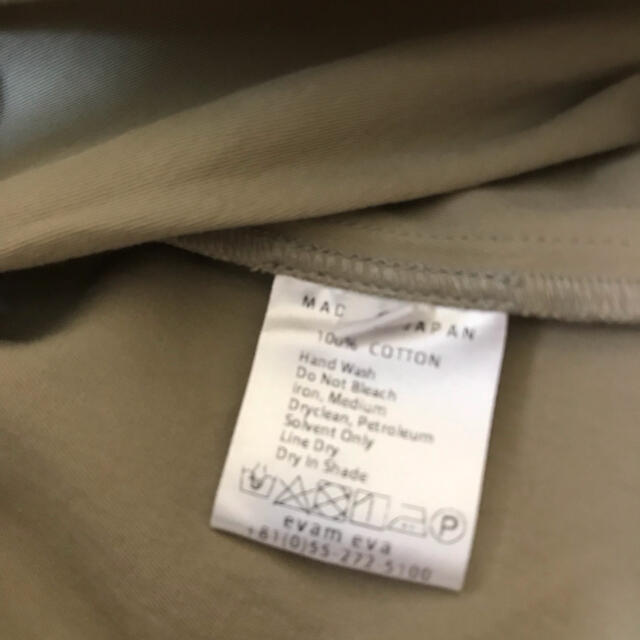 MAD JAPAN
100% COTTON
Hand Wash
Do Not Bleach
Iron, Medium
Dryclean, Petroleum
Solvent Only
Line Dry
Dry In Shade
P
evam eva
+81(0)55-272 5100